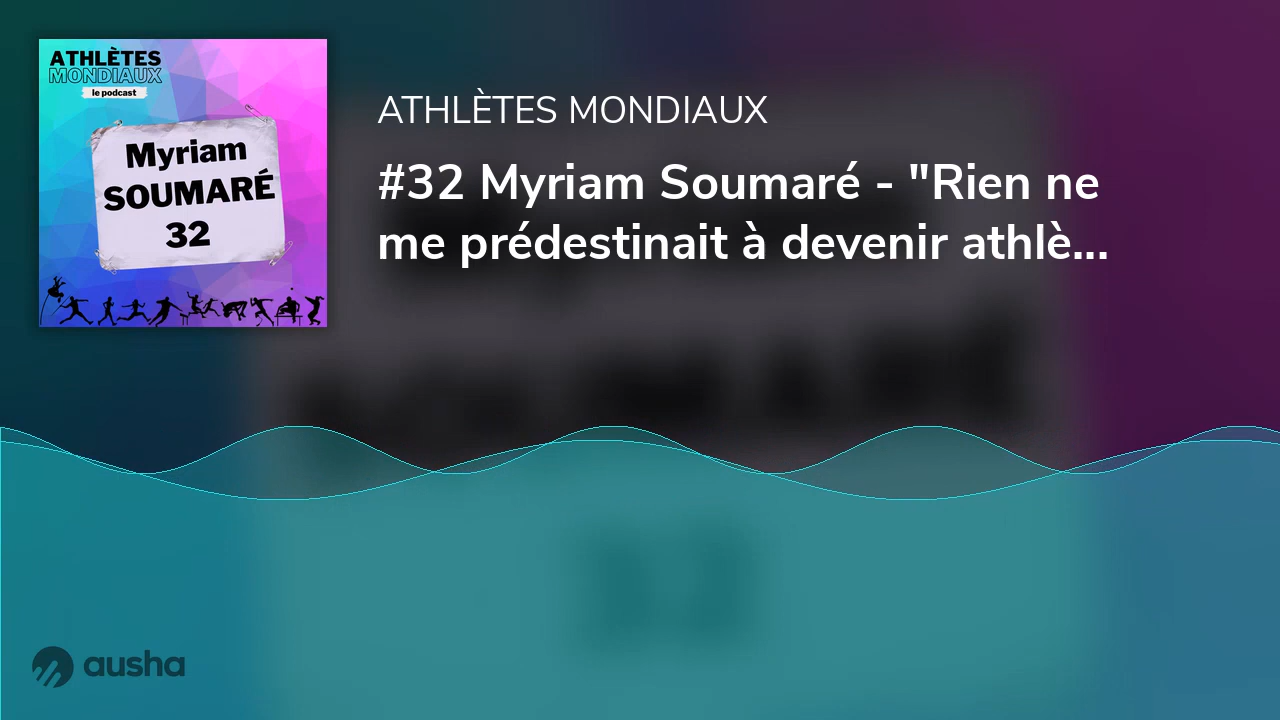 ATHLÈTES
MONDIAUX
le podcast
Myriam
SOUMARÉ
32
ATHLÈTES MONDIAUX
#32 Myriam Soumaré - "Rien ne
me prédestinait à devenir athlè...
ausha